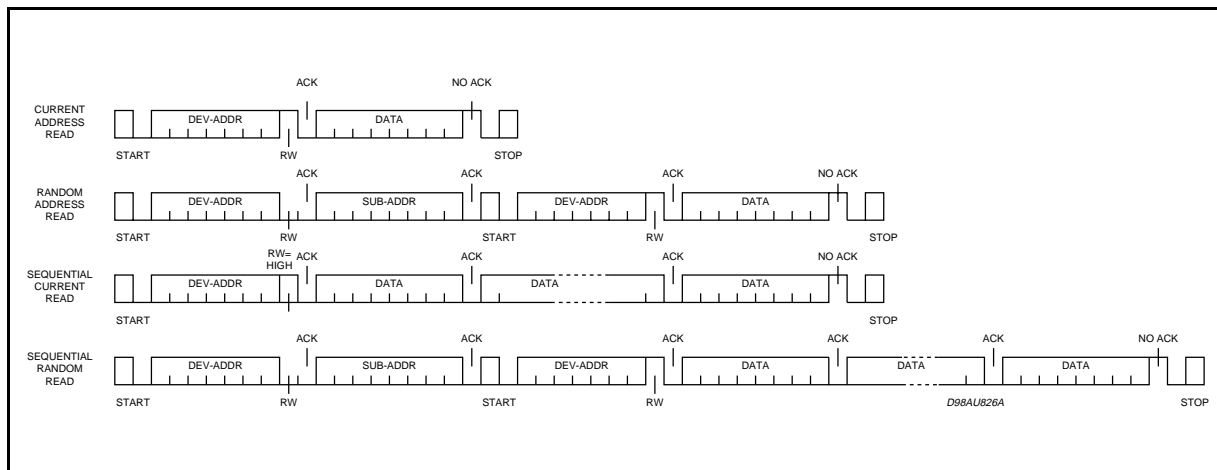 ACK NO ACK
CURRENT
ADDRESS
READ
DEV-ADDR DATA
START RW STOP
ACK ACK ACK NO ACK
RANDOM
ADDRESS
READ
DEV-ADDR SUB-ADDR DEV-ADDR DATA
START RW START RW STOP
RW=
HIGH
ACK ACK ACK NO ACK
SEQUENTIAL
CURRENT
READ
DEV-ADDR DATA DATA DATA
START STOP
ACK ACK ACK ACK ACK NO ACK
SEQUENTIAL
RANDOM
READ
DEV-ADDR SUB-ADDR DEV-ADDR DATA DATA DATA
START RW START RW D98AU826A STOP